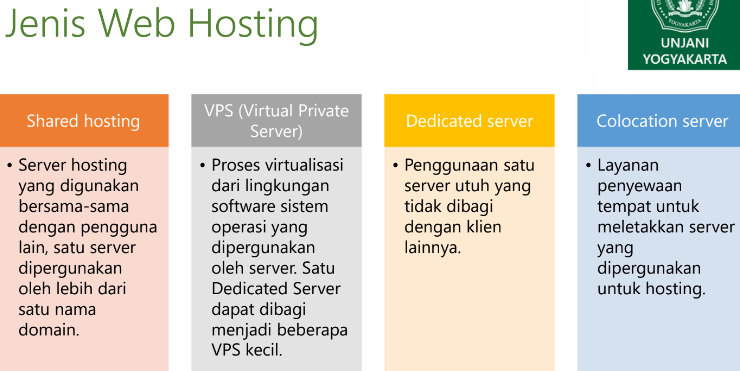 Jenis Web Hosting
UNJANI
YOGYAKARTA
Shared hosting
• Server hosting
yang digunakan
bersama-sama
dengan pengguna
lain, satu server
dipergunakan
oleh lebih dari
satu nama
domain.
VPS (Virtual Private
Server)
• Proses virtualisasi
dari lingkungan
software sistem
operasi yang
dipergunakan
oleh server. Satu
Dedicated Server
dapat dibagi
menjadi beberapa
VPS kecil.
Dedicated server
• Penggunaan satu
server utuh yang
tidak dibagi
dengan klien
lainnya.
Colocation server
• Layanan
penyewaan
tempat untuk
meletakkan server
yang
dipergunakan
untuk hosting.